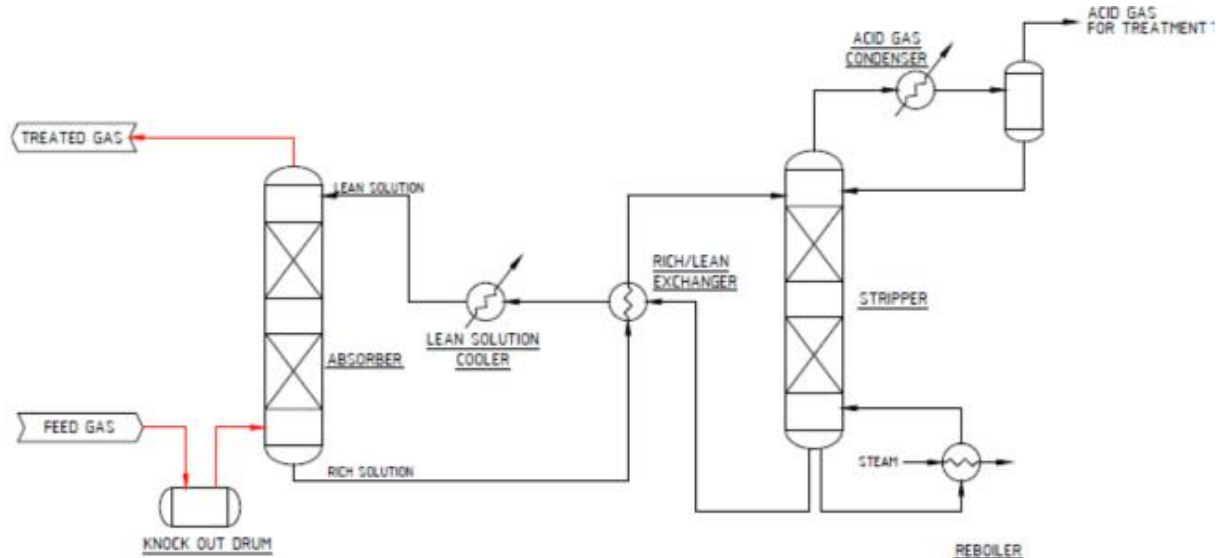 ACID GAS
FOR TREATMENT T
ACID GAS
CONDENSER
TREATED GAS
LEAN SOLUTION
RICH/LEAN
EXCHANGER
STRIPPER
LEAN SOLUTION
COOLER
ABSORBER
FEED GAS
STEAM
RICH SOLUTION
KNOCK OUT DRUM
REBOILER